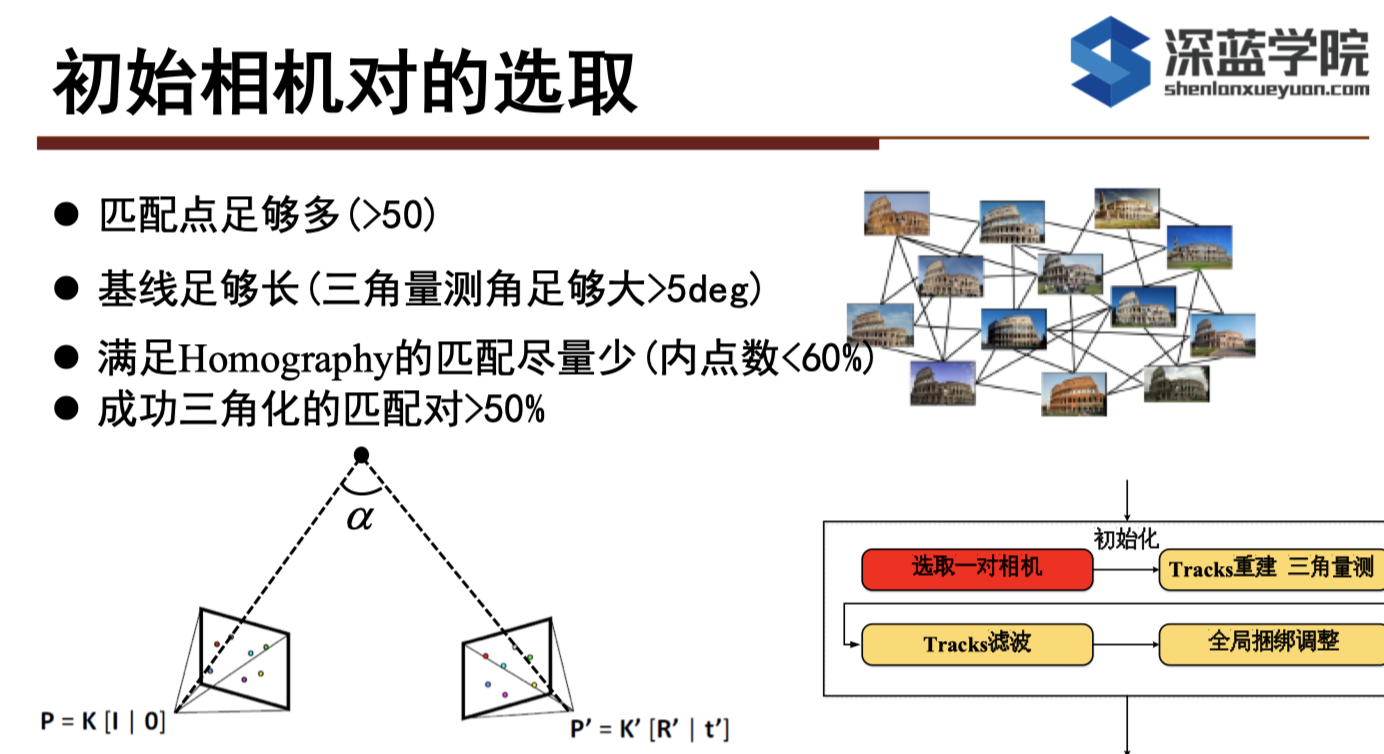 初始相机对的选取
深蓝学院
shenlanxueyuan.com
● 匹配点足够多(>50)
● 基线足够长(三角量测角足够大>5deg)
● 满足Homography的匹配尽量少(内点数<60%)
● 成功三角化的匹配对>50%
α
P = K [I | 0]
P′ = K′ [R′ | t′]
初始化
选取一对相机
Tracks重建 三角量测
Tracks滤波
全局捆绑调整